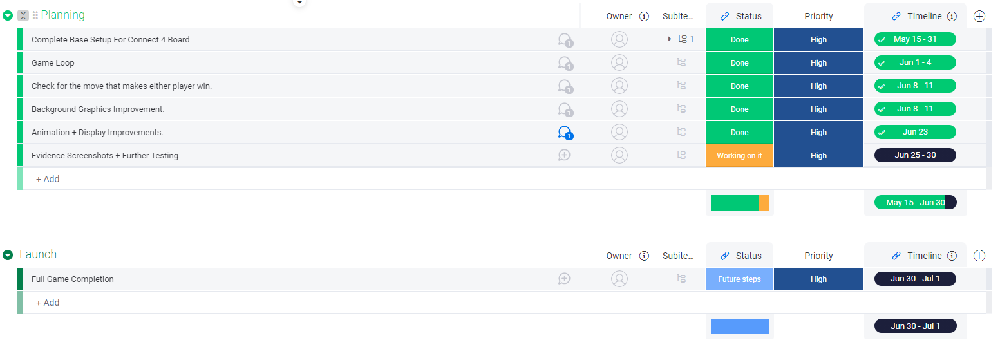 Planning Owner Subite... Status Priority Timeline
Complete Base Setup For Connect 4 Board 1 1 Done High May 15 - 31
Game Loop 1 Done High Jun 1 - 4
Check for the move that makes either player win. 1 Done High Jun 8 - 11
Background Graphics Improvement. 1 Done High Jun 8 - 11
Animation + Display Improvements. 1 Done High Jun 23
Evidence Screenshots + Further Testing Working on it High Jun 25 - 30
+ Add
May 15 - Jun 30
Launch Owner Subite... Status Priority Timeline
Full Game Completion Future steps High Jun 30 - Jul 1
+ Add
Jun 30 - Jul 1